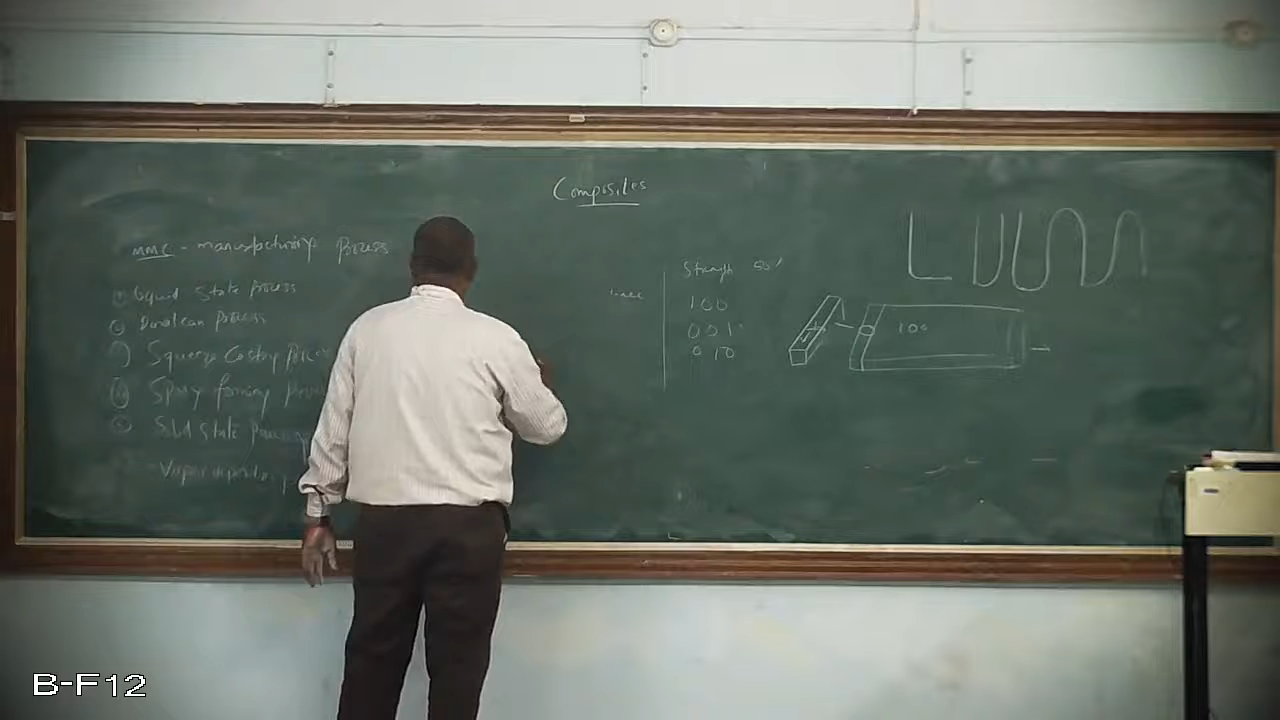 Composites
MMC - manufacturing Process
Liquid State Process
Process
Squeeze Casting Process
Spray forming Process
Solid State Processing
Vapor deposition
Strength
100
001
010
100
B-F12